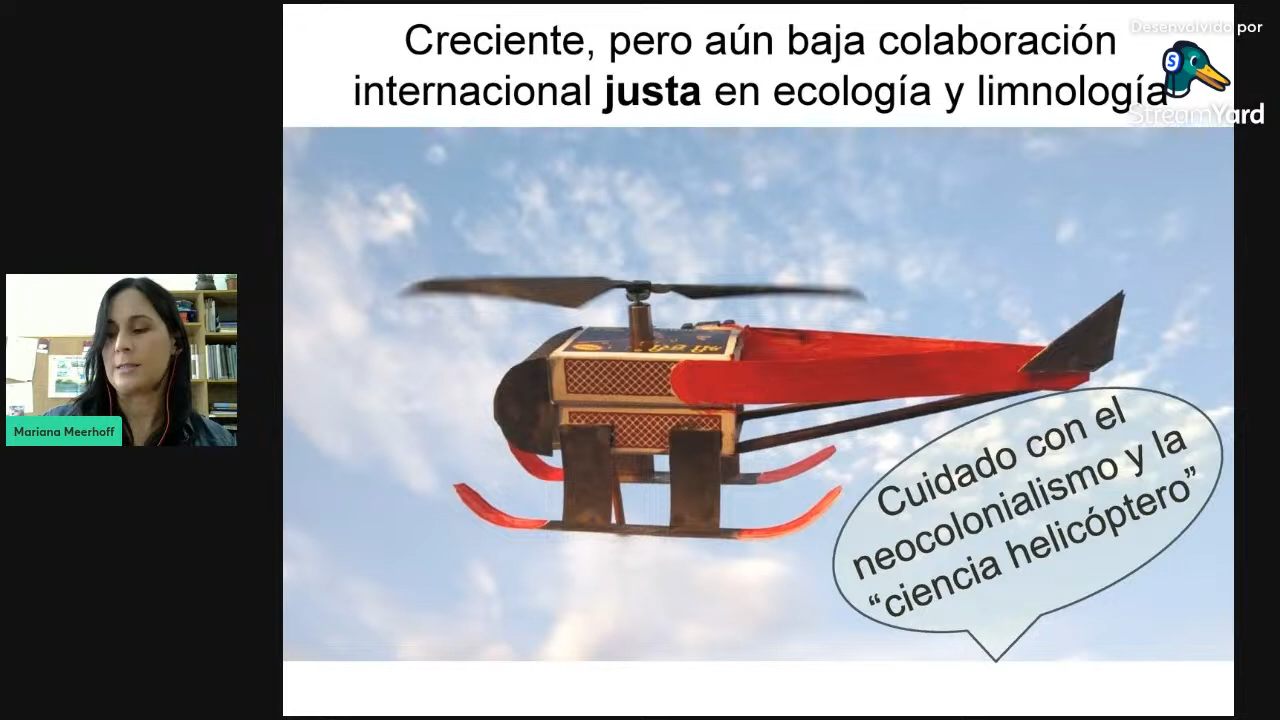 Creciente, pero aún baja colaboración
internacional justa en ecología y limnología
Desenvolvido por
StreamYard
Mariana Meerhoff
Cuidado con el
neocolonialismo y la
“ciencia helicóptero”